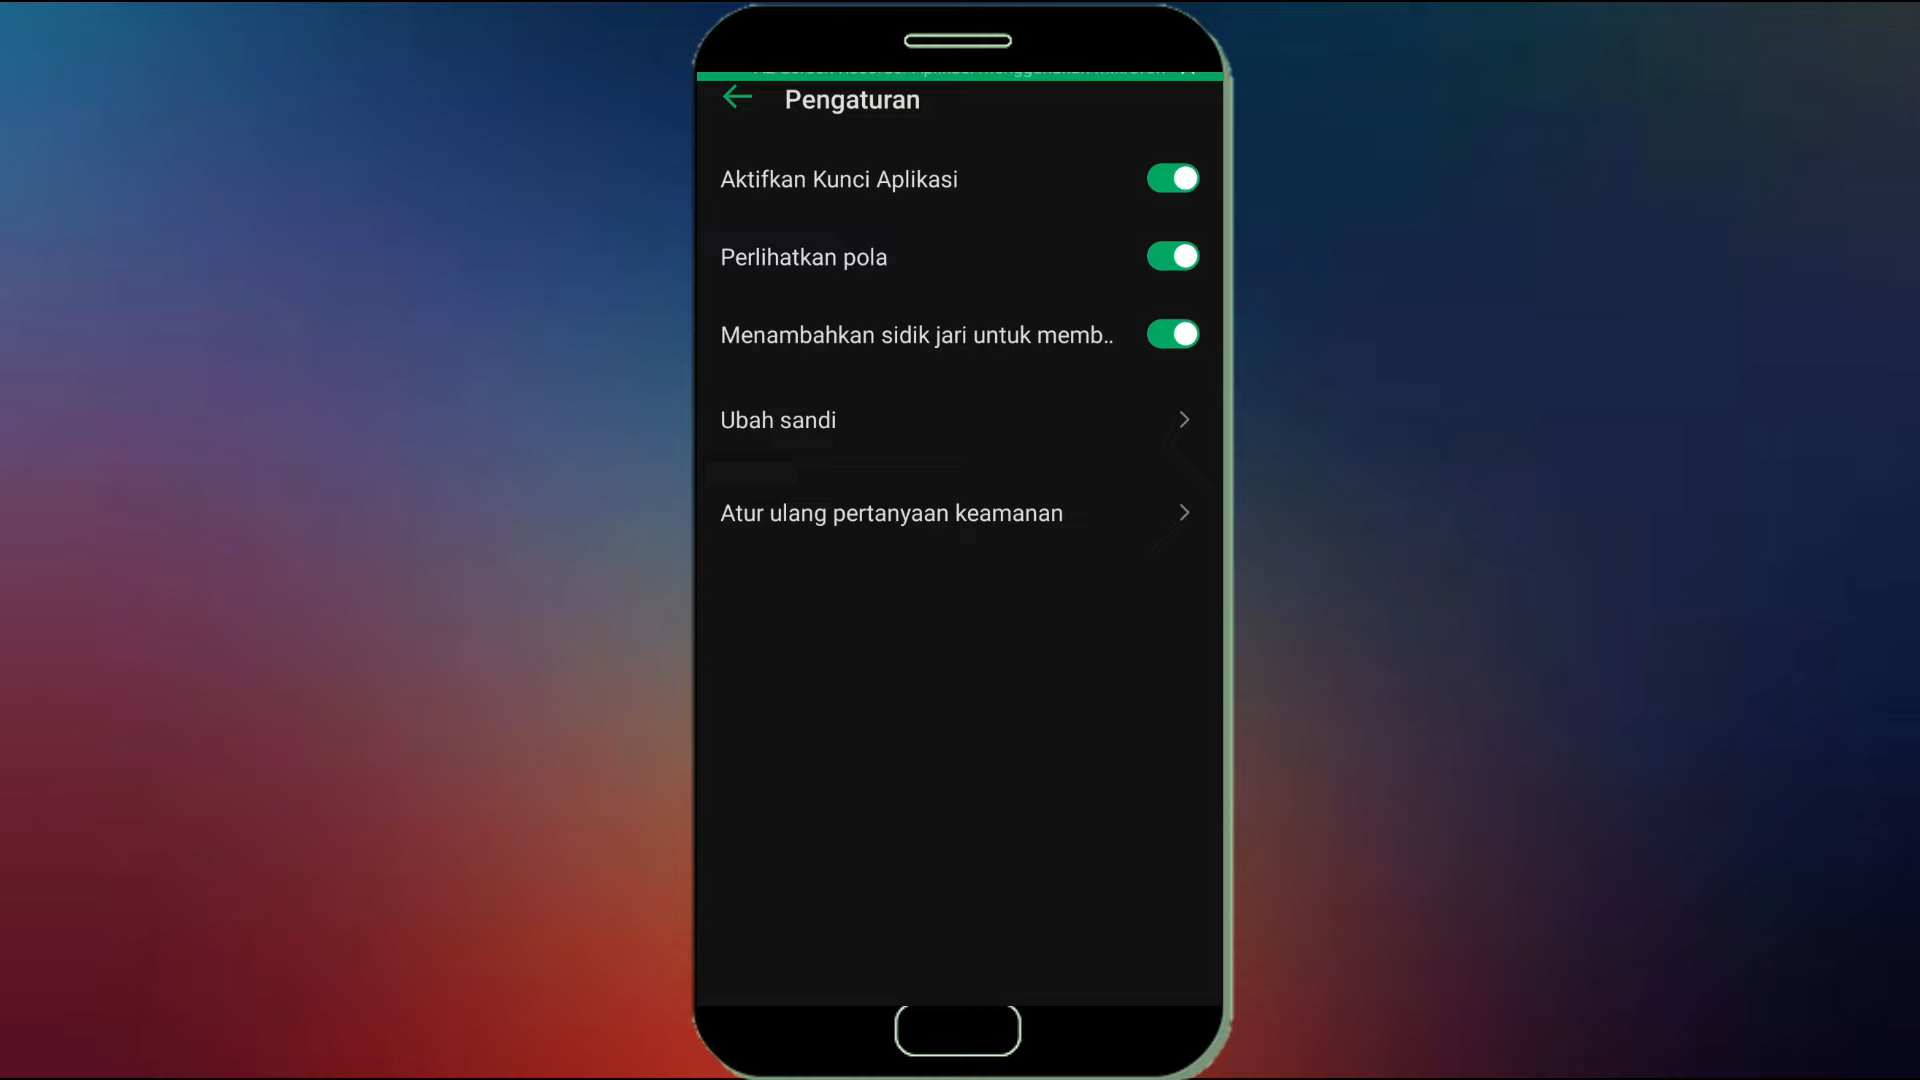 Pengaturan
Aktifkan Kunci Aplikasi
Perlihatkan pola
Menambahkan sidik jari untuk memb..
Ubah sandi
Atur ulang pertanyaan keamanan